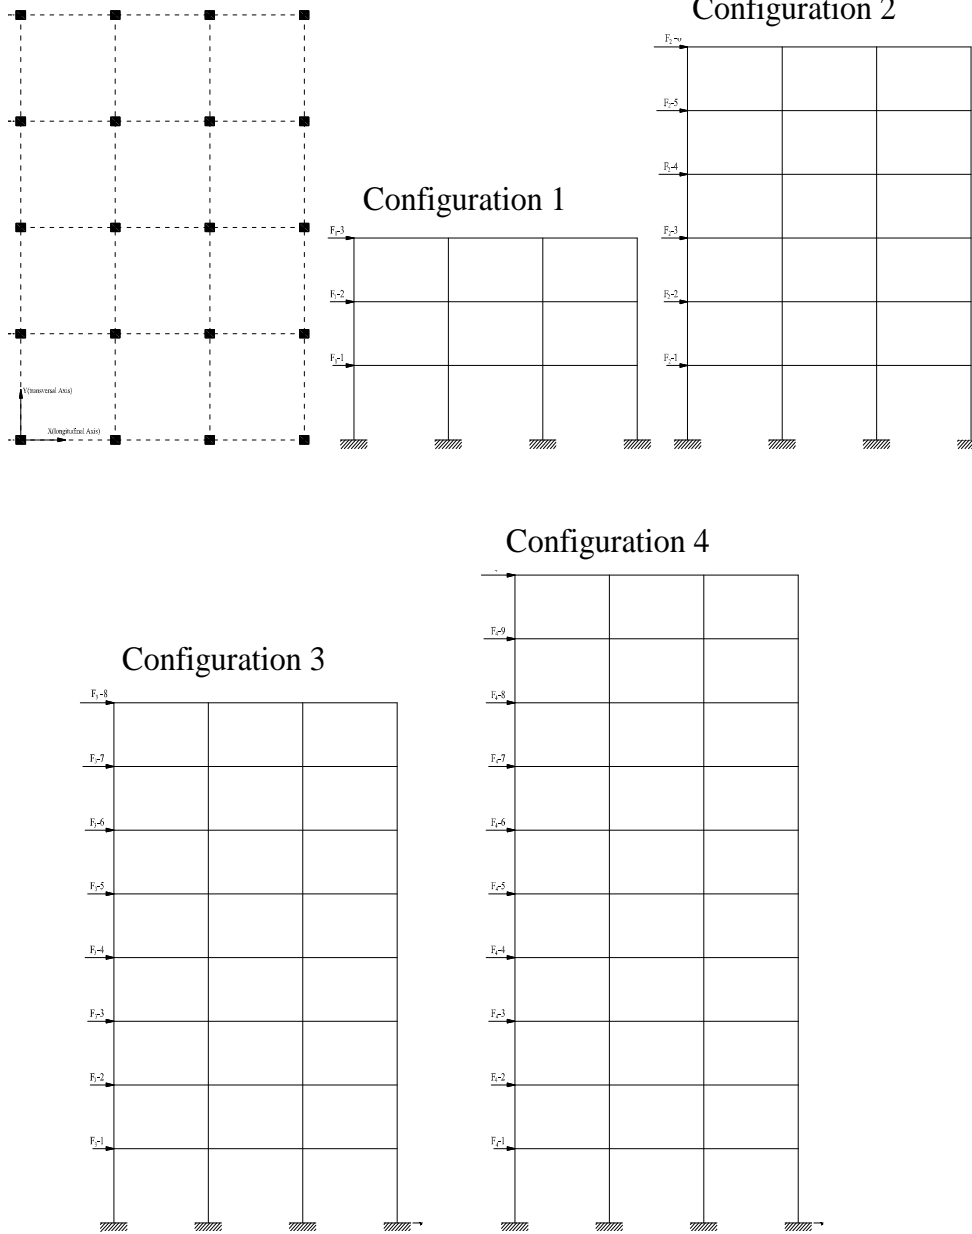 Configuration 2
F₂-6
F₂-5
F₂-4
F₂-3
F₂-2
F₂-1
Configuration 1
F₁-3
F₁-2
F₁-1
Y(transversal Axis)
X(longitudinal Axis)
Configuration 4
F₄-9
F₄-8
F₄-7
F₄-6
F₄-5
F₄-4
F₄-3
F₄-2
F₄-1
Configuration 3
F₃-8
F₃-7
F₃-6
F₃-5
F₃-4
F₃-3
F₃-2
F₃-1